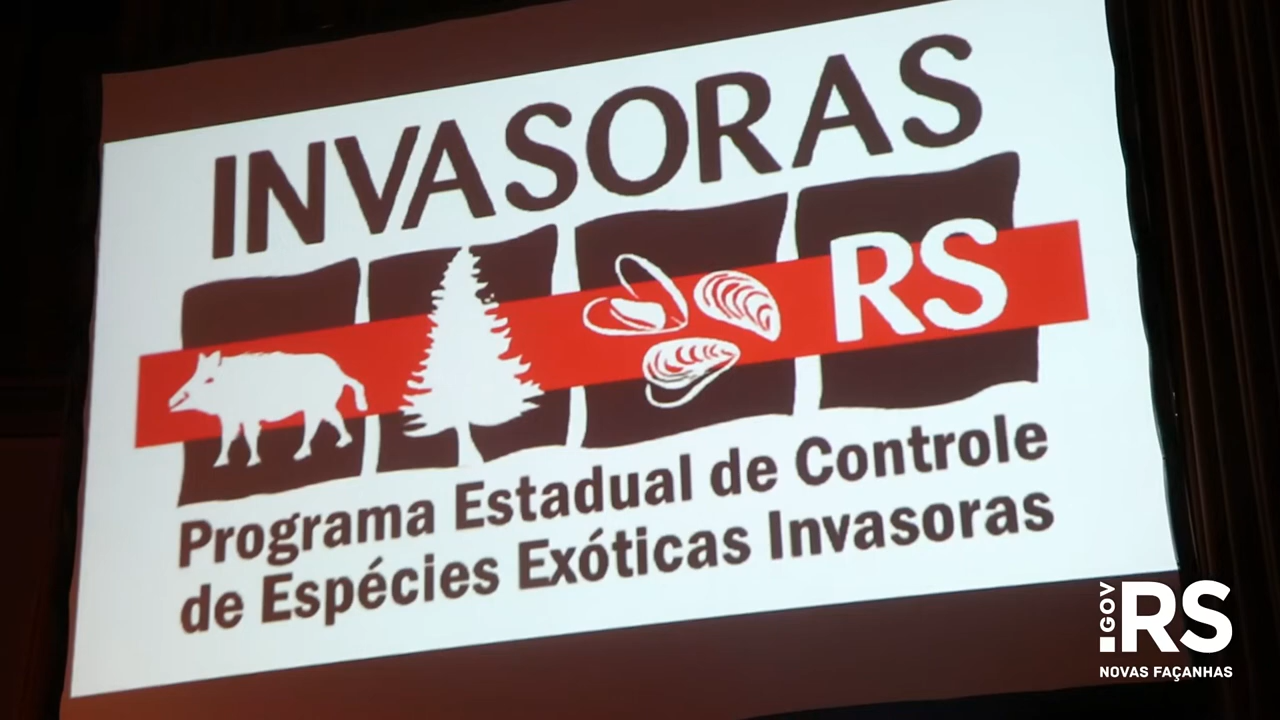 INVASORAS
RS
Programa Estadual de Controle
de Espécies Exóticas Invasoras
.GOV
RS
NOVAS FAÇANHAS